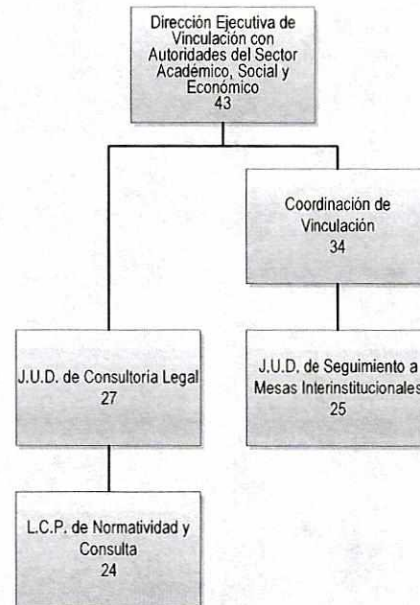 Dirección Ejecutiva de
Vinculación con
Autoridades del Sector
Académico, Social y
Económico
43
Coordinación de
Vinculación
34
J.U.D. de Consultoria Legal
27
J.U.D. de Seguimiento a
Mesas Interinstitucionales
25
L.C.P. de Normatividad y
Consulta
24